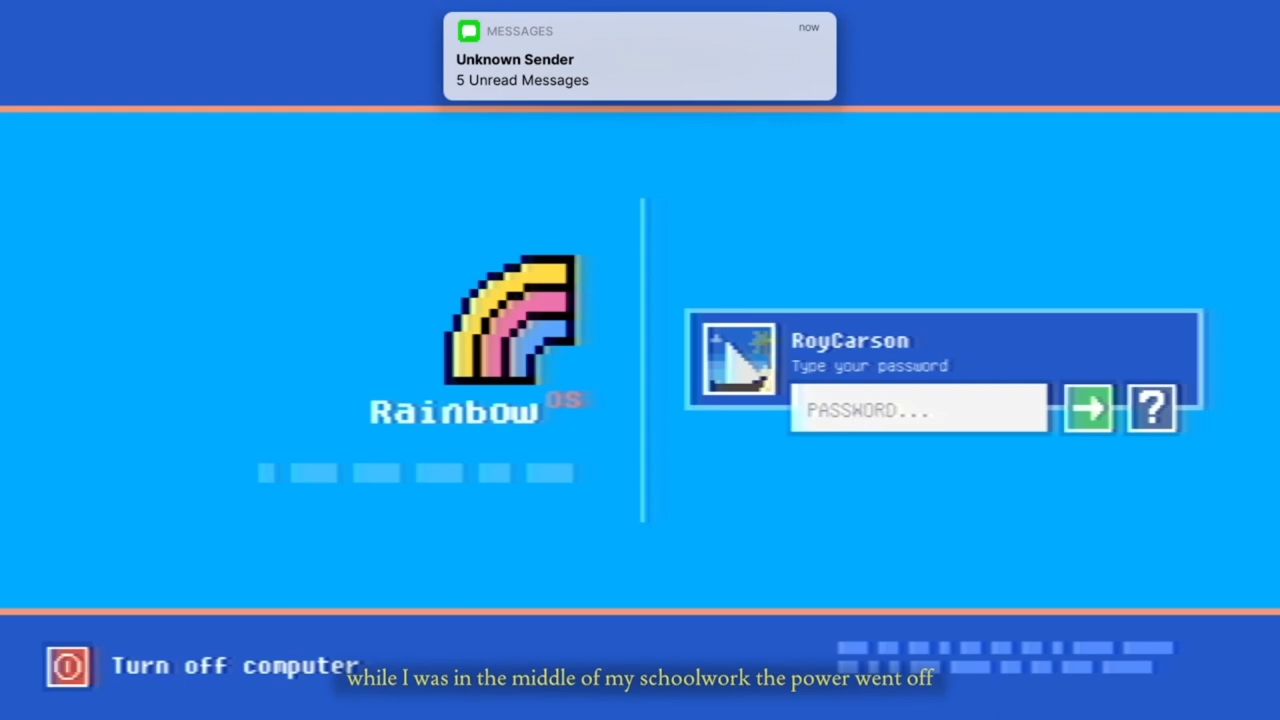 MESSAGES
now
Unknown Sender
5 Unread Messages
Rainbow OS
RoyCarson
Type your password
PASSWORD...
?
Turn off computer
while I was in the middle of my schoolwork the power went off